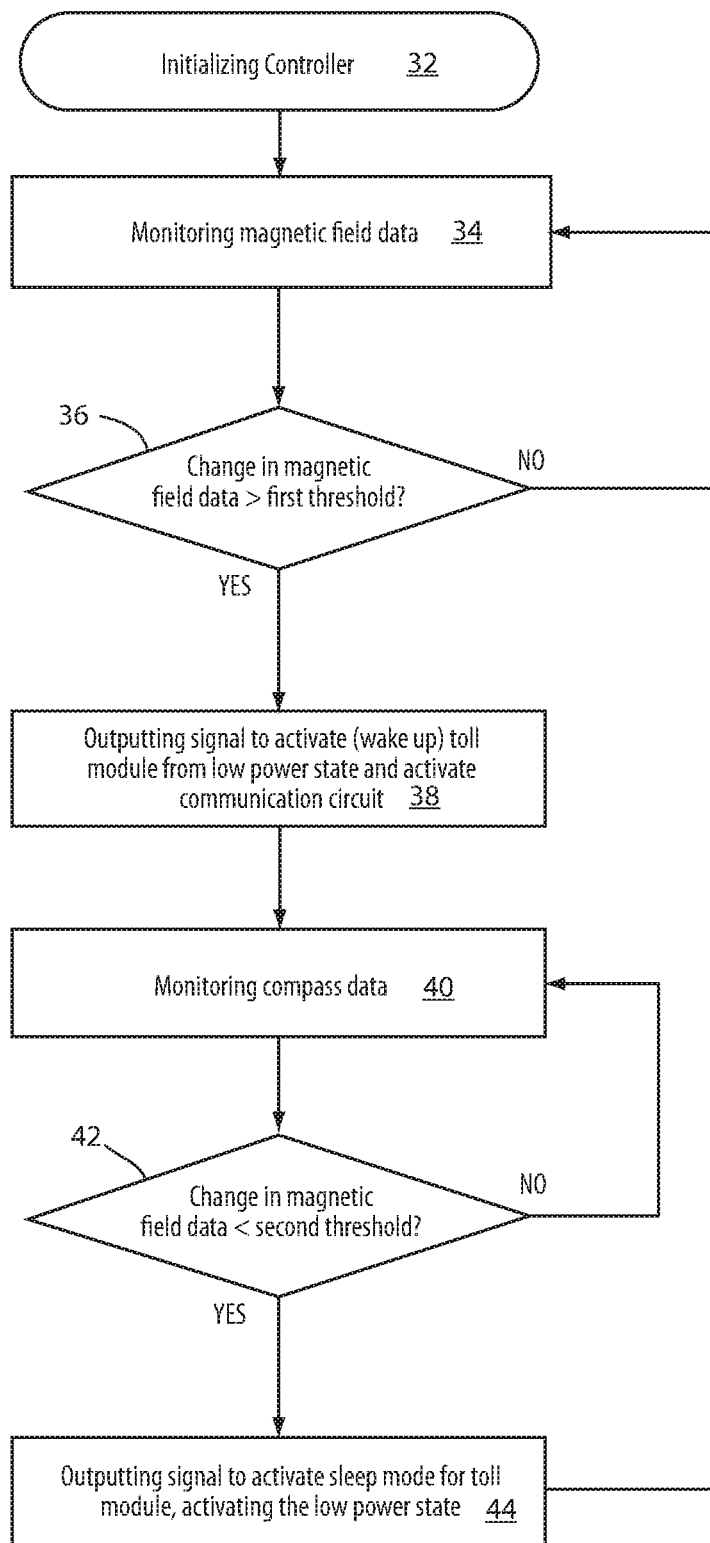 Initializing Controller 32
Monitoring magnetic field data 34
36
Change in magnetic
field data > first threshold?
NO
YES
Outputting signal to activate (wake up) toll
module from low power state and activate
communication circuit 38
Monitoring compass data 40
42
Change in magnetic
field data < second threshold?
NO
YES
Outputting signal to activate sleep mode for toll
module, activating the low power state 44